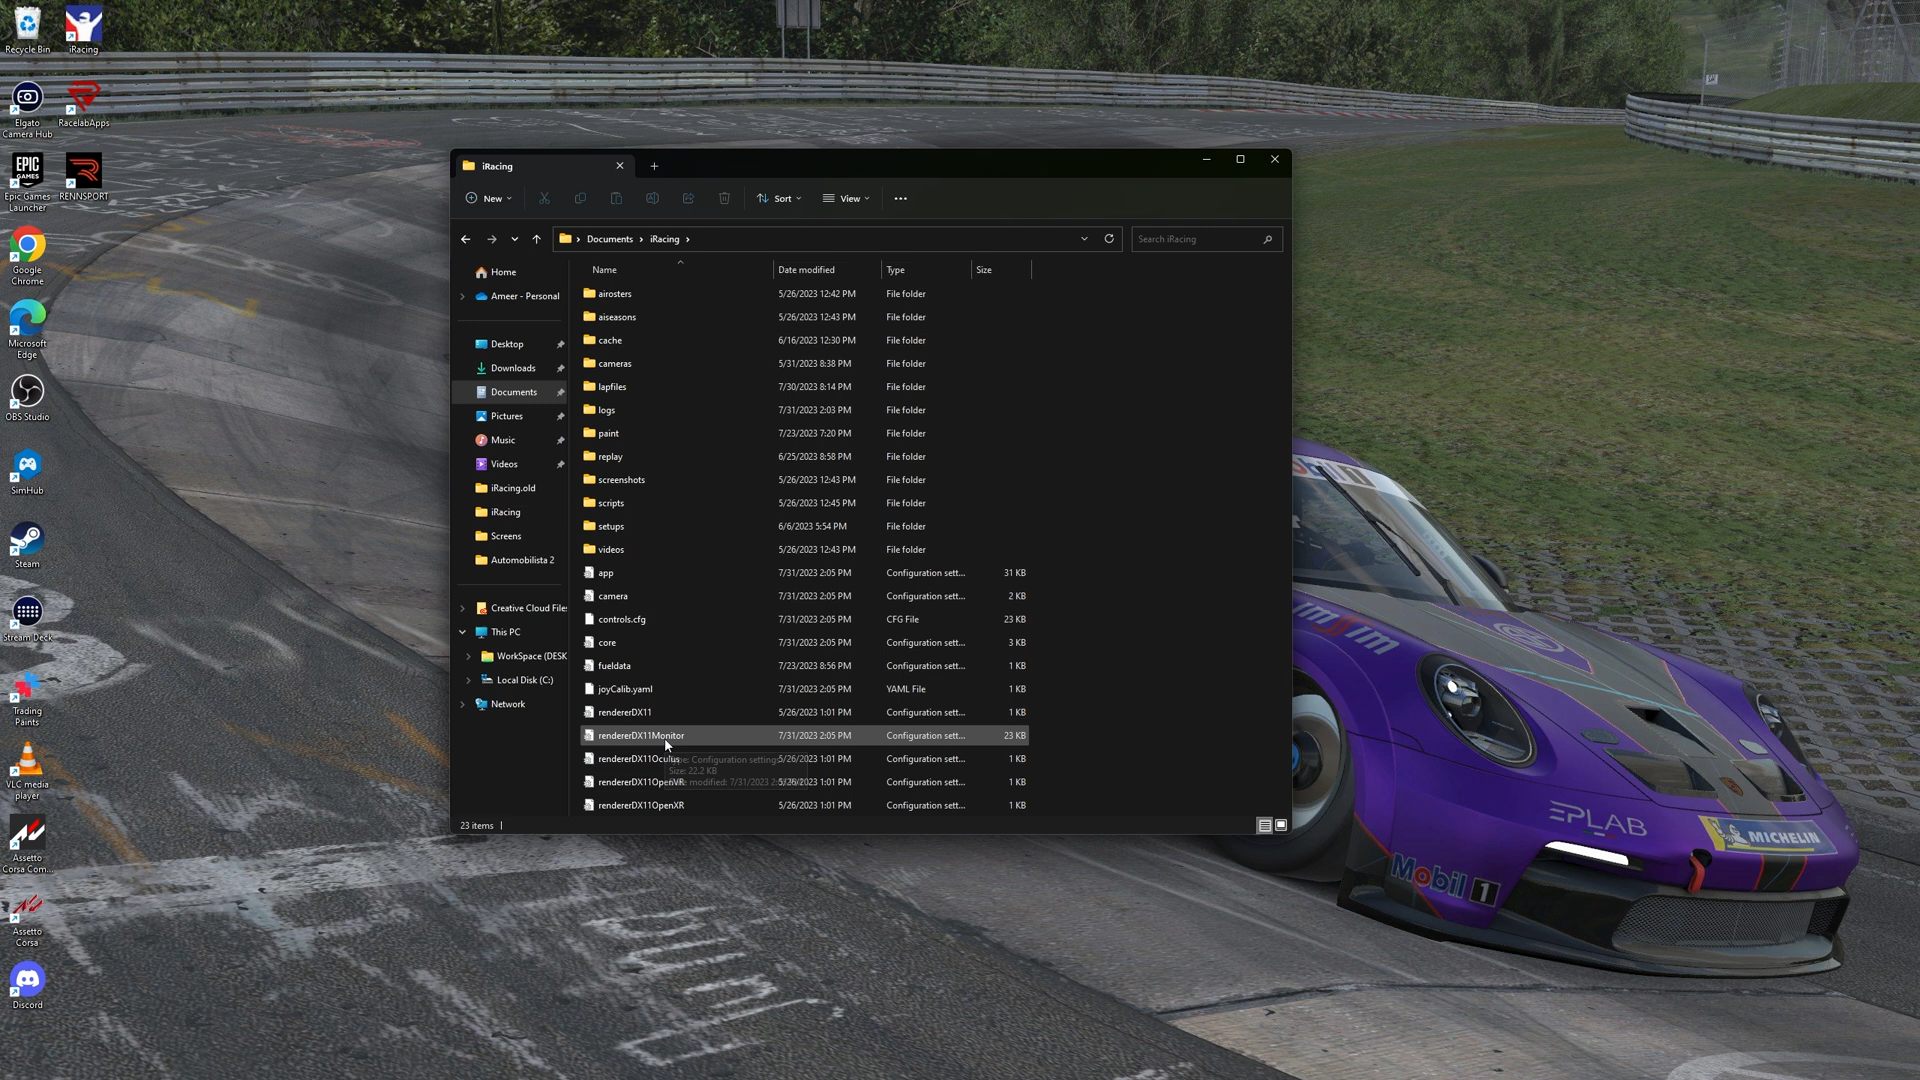 Recycle Bin
iRacing
Elgato
Camera Hub
RacelabApps
EPIC
GAMES
Epic Games
Launcher
RENNSPORT
Google
Chrome
Microsoft
Edge
OBS Studio
SimHub
Steam
Stream Deck
Trading
Paints
VLC media
player
Assetto
Corsa Com...
Assetto
Corsa
Discord
iRacing
New
Sort
View
Documents
iRacing
Search iRacing
Home
Ameer - Personal
Desktop
Downloads
Documents
Pictures
Music
Videos
iRacing.old
iRacing
Screens
Automobilista 2
Creative Cloud Files
This PC
WorkSpace (DESK
Local Disk (C:)
Network
Name Date modified Type Size
airosters 5/26/2023 12:42 PM File folder
aiseasons 5/26/2023 12:43 PM File folder
cache 6/16/2023 12:30 PM File folder
cameras 5/31/2023 8:38 PM File folder
lapfiles 7/30/2023 8:14 PM File folder
logs 7/31/2023 2:03 PM File folder
paint 7/23/2023 7:20 PM File folder
replay 6/25/2023 8:58 PM File folder
screenshots 5/26/2023 12:43 PM File folder
scripts 5/26/2023 12:45 PM File folder
setups 6/6/2023 5:54 PM File folder
videos 5/26/2023 12:43 PM File folder
app 7/31/2023 2:05 PM Configuration sett... 31 KB
camera 7/31/2023 2:05 PM Configuration sett... 2 KB
controls.cfg 7/31/2023 2:05 PM CFG File 23 KB
core 7/31/2023 2:05 PM Configuration sett... 3 KB
fueldata 7/23/2023 8:56 PM Configuration sett... 1 KB
joyCalib.yaml 7/31/2023 2:05 PM YAML File 1 KB
rendererDX11 5/26/2023 1:01 PM Configuration sett... 1 KB
rendererDX11Monitor 7/31/2023 2:05 PM Configuration sett... 23 KB
rendererDX11Oculus 5/26/2023 1:01 PM Configuration sett... 1 KB
rendererDX11OpenVR 5/26/2023 1:01 PM Configuration sett... 1 KB
rendererDX11OpenXR 5/26/2023 1:01 PM Configuration sett... 1 KB
Type: Configuration settings
Size: 22.2 KB
23 items
EPLAB
MICHELIN
Mobil 1